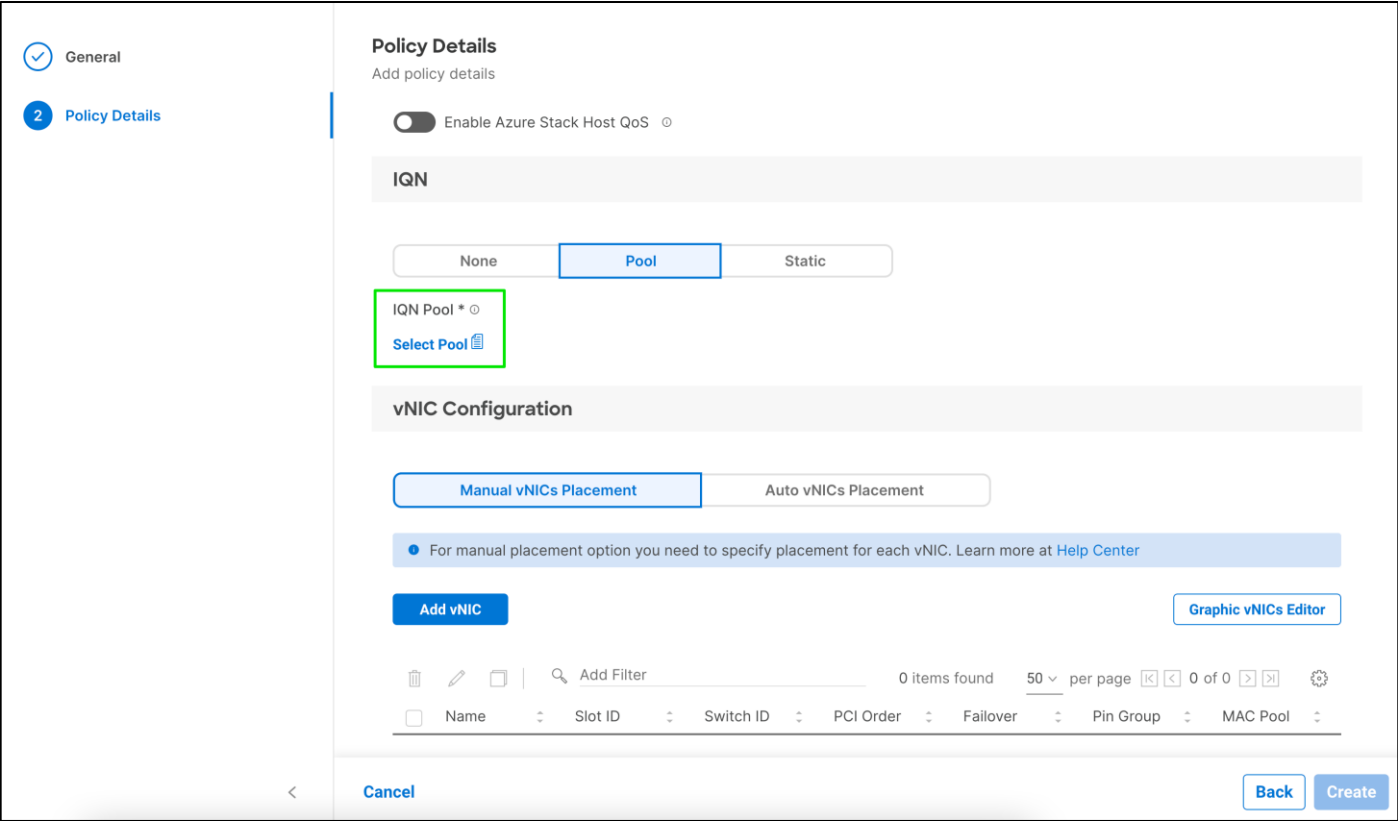 General
2 Policy Details
Policy Details
Add policy details
Enable Azure Stack Host QoS
IQN
None Pool Static
IQN Pool *
Select Pool
vNIC Configuration
Manual vNICs Placement Auto vNICs Placement
For manual placement option you need to specify placement for each vNIC. Learn more at Help Center
Add vNIC Graphic vNICs Editor
Add Filter 0 items found 50 per page 0 of 0
Name Slot ID Switch ID PCI Order Failover Pin Group MAC Pool
Cancel Back Create